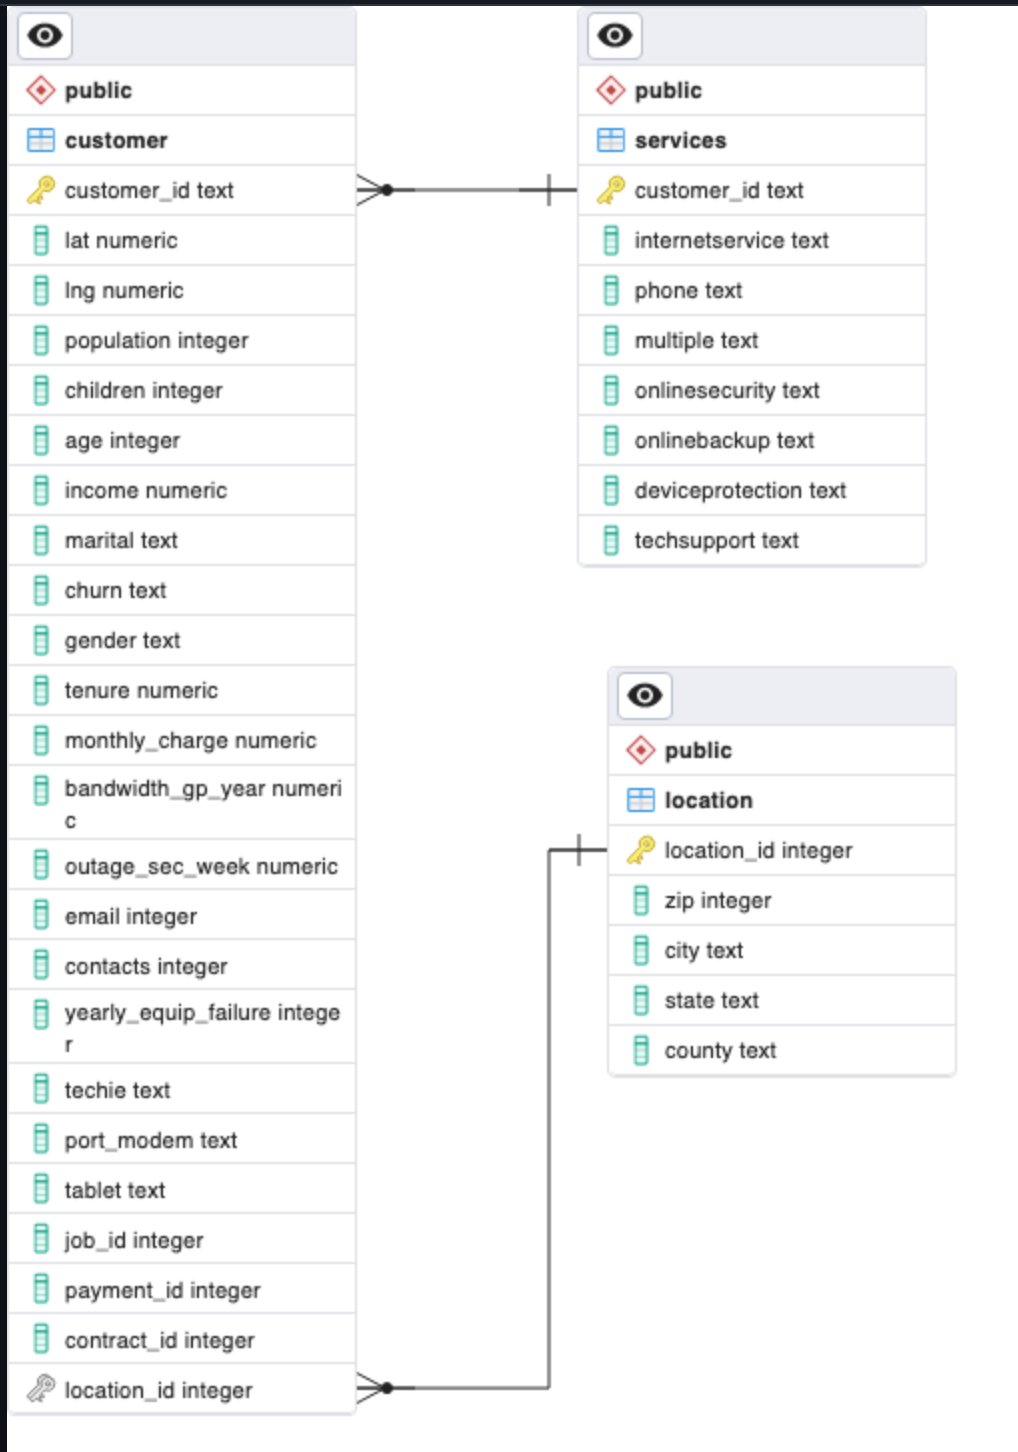 public
customer
customer_id text
lat numeric
lng numeric
population integer
children integer
age integer
income numeric
marital text
churn text
gender text
tenure numeric
monthly_charge numeric
bandwidth_gp_year numeri
c
outage_sec_week numeric
email integer
contacts integer
yearly_equip_failure intege
r
techie text
port_modem text
tablet text
job_id integer
payment_id integer
contract_id integer
location_id integer
public
services
customer_id text
internetservice text
phone text
multiple text
onlinesecurity text
onlinebackup text
deviceprotection text
techsupport text
public
location
location_id integer
zip integer
city text
state text
county text